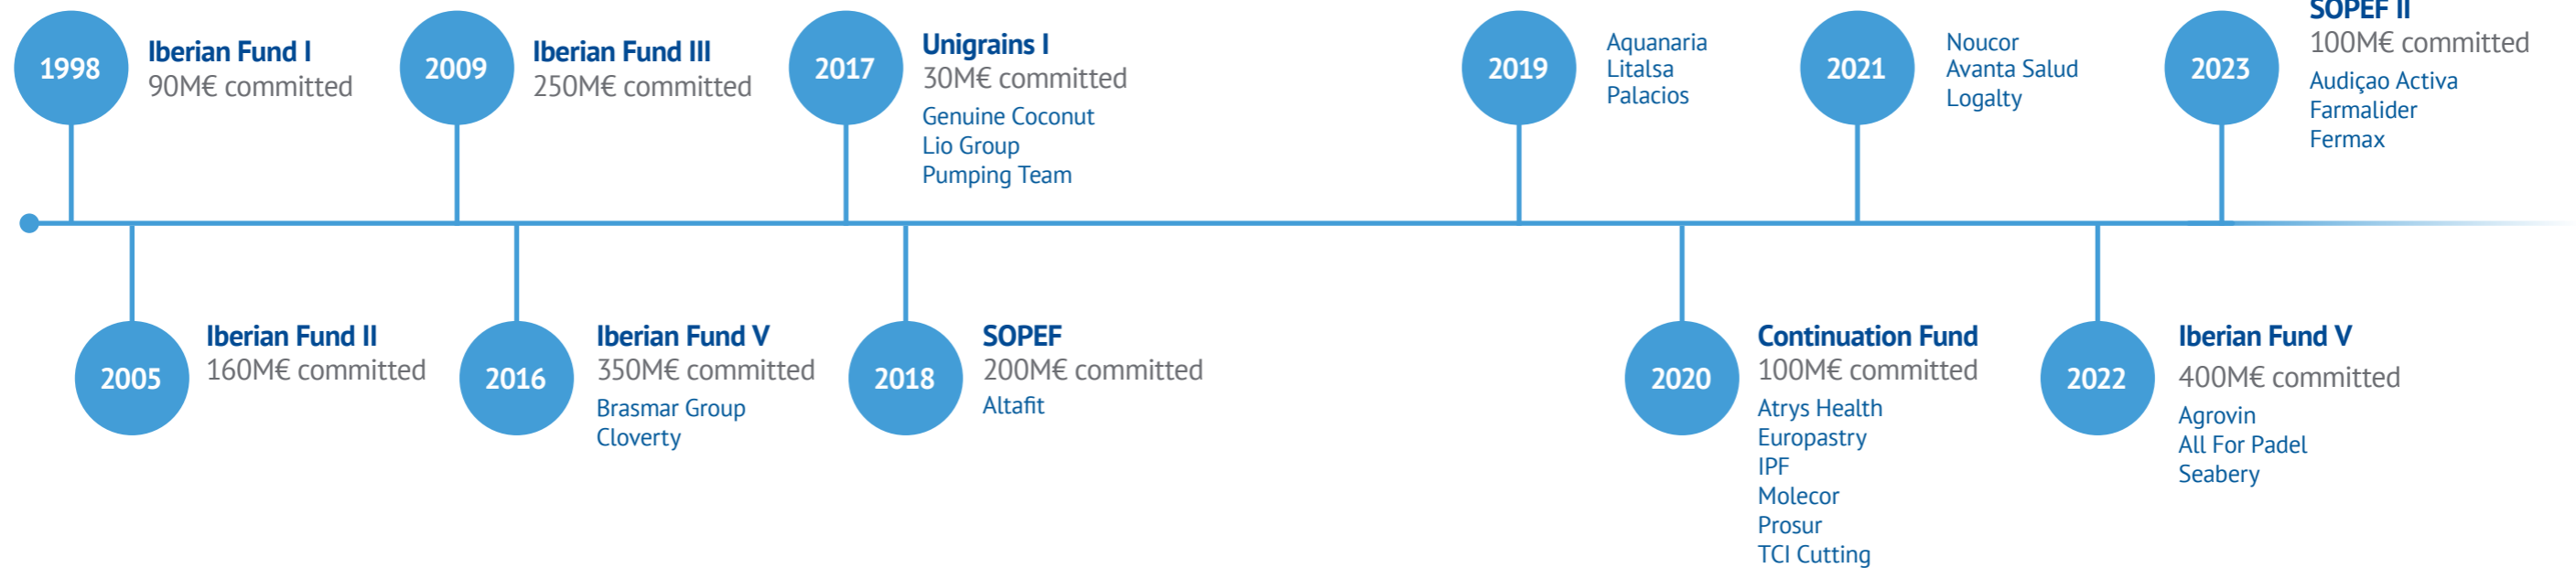 1998
Iberian Fund I
90M€ committed
2005
Iberian Fund II
160M€ committed
2009
Iberian Fund III
250M€ committed
2016
Iberian Fund V
350M€ committed
Brasmar Group
Cloverty
2017
Unigrains I
30M€ committed
Genuine Coconut
Lio Group
Pumping Team
2018
SOPEF
200M€ committed
Altafit
2019
Aquanaria
Litalsa
Palacios
2020
Continuation Fund
100M€ committed
Atrys Health
Europastry
IPF
Molecor
Prosur
TCI Cutting
2021
Noucor
Avanta Salud
Logalty
2022
Iberian Fund V
400M€ committed
Agrovin
All For Padel
Seabery
2023
SOPEF II
100M€ committed
Audiçao Activa
Farmalider
Fermax